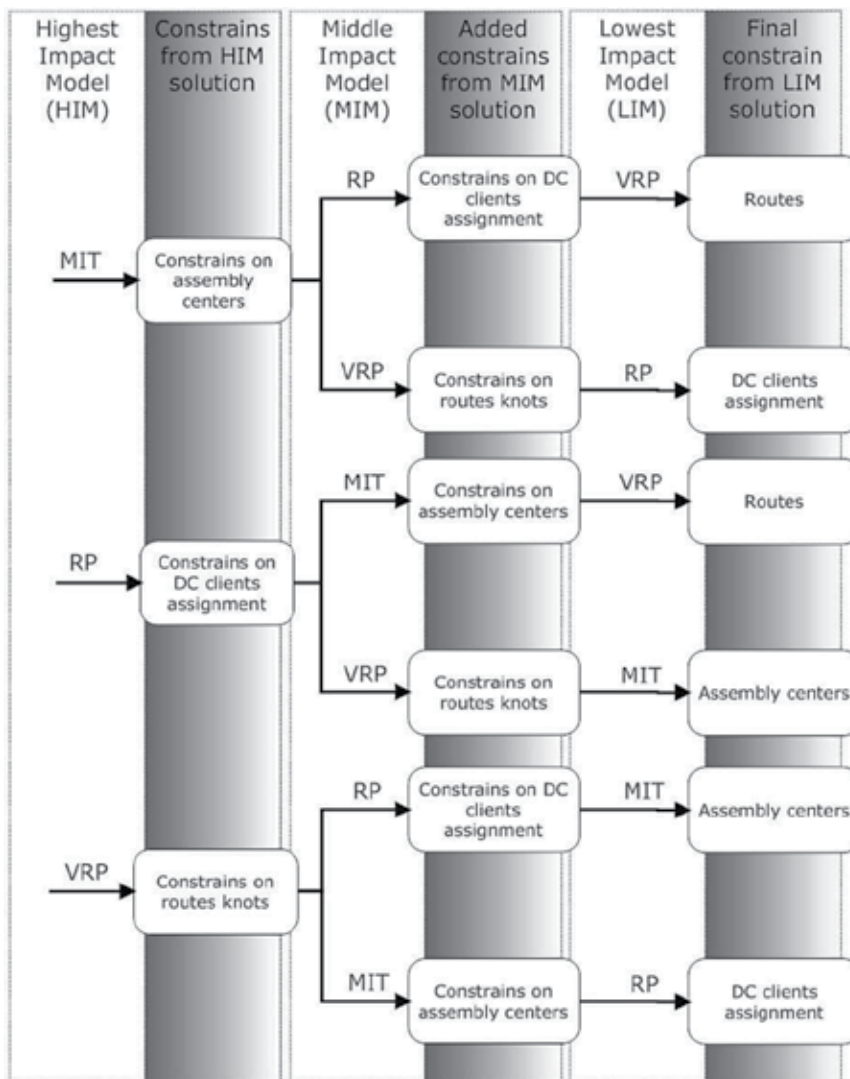 Highest
Impact
Model
(HIM)
Constrains
from HIM
solution
Middle
Impact
Model
(MIM)
Added
constrains
from MIM
solution
Lowest
Impact
Model
(LIM)
Final
constrain
from LIM
solution
MIT
Constrains on
assembly
centers
RP
Constrains on DC
clients
assignment
VRP
Routes
VRP
Constrains on
routes knots
RP
DC clients
assignment
RP
Constrains on
DC clients
assignment
MIT
Constrains on
assembly centers
VRP
Routes
VRP
Constrains on
routes knots
MIT
Assembly centers
VRP
Constrains on
routes knots
RP
Constrains on DC
clients
assignment
MIT
Assembly centers
MIT
Constrains on
assembly centers
RP
DC clients
assignment